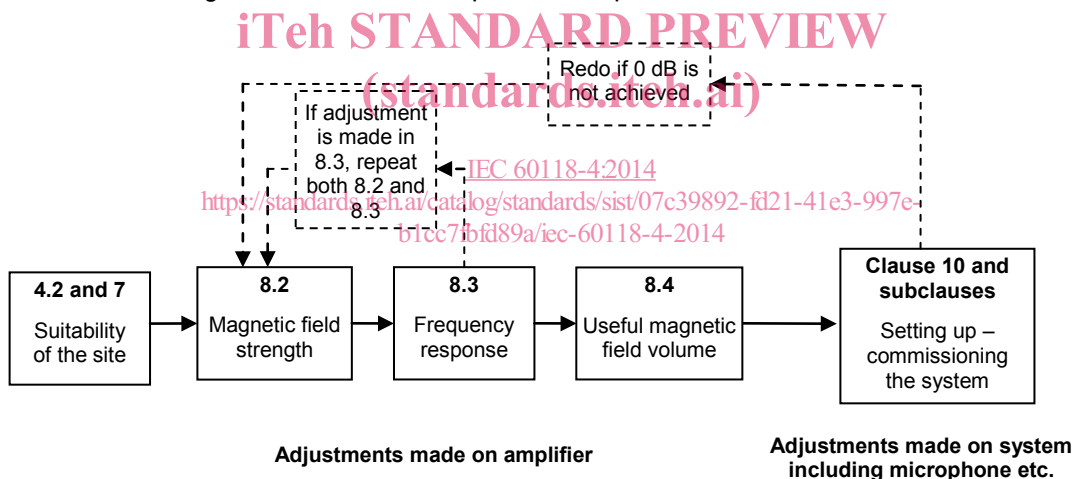 iTeh STANDARD PREVIEW
(standards.iteh.ai)
Redo if 0 dB is
not achieved
If adjustment
is made in
8.3, repeat
both 8.2 and
8.3
IEC 60118-4:2014
https://standards.iteh.ai/catalog/standards/sist/07c39892-fd21-41e3-997e-
b1cc7fbfd89a/iec-60118-4-2014
4.2 and 7
Suitability
of the site
8.2
Magnetic field
strength
8.3
Frequency
response
8.4
Useful magnetic
field volume
Clause 10 and
subclauses
Setting up –
commissioning
the system
Adjustments made on amplifier
Adjustments made on system
including microphone etc.